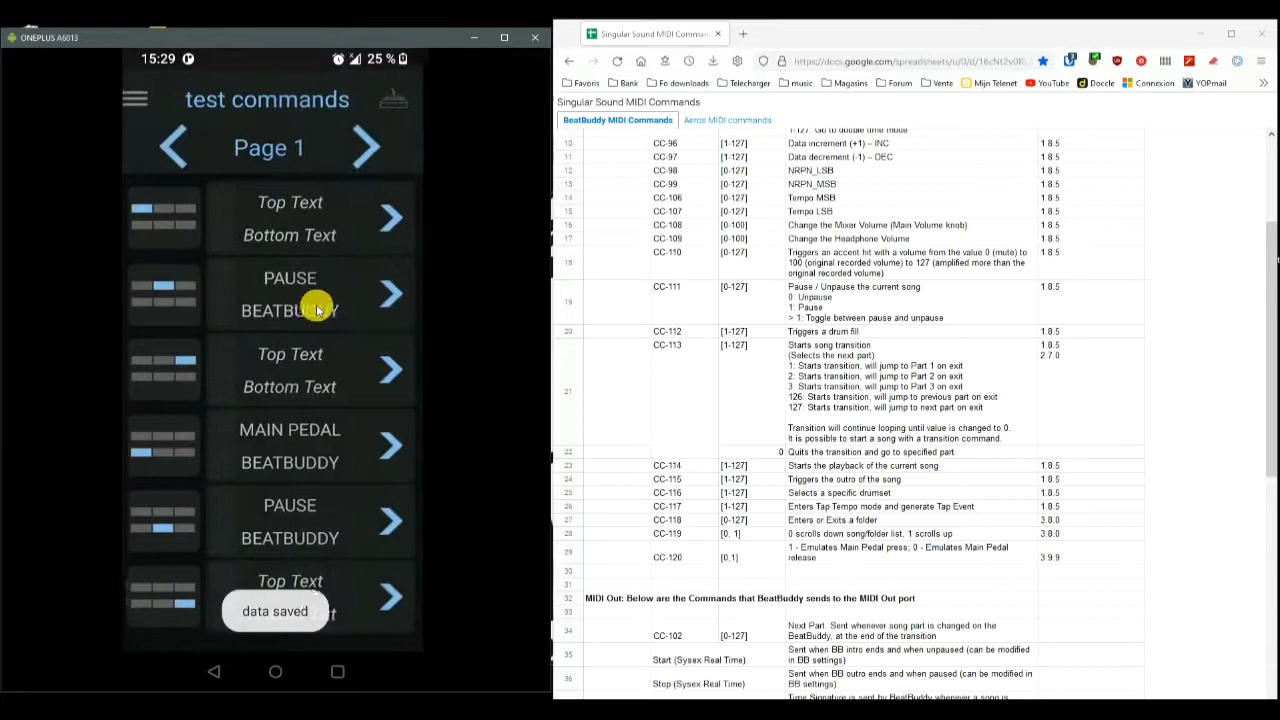 ONEPLUS A6013
15:29
25 %
test commands
Page 1
Top Text
Bottom Text
PAUSE
BEATBUDDY
Top Text
Bottom Text
MAIN PEDAL
BEATBUDDY
PAUSE
BEATBUDDY
Top Text
data saved
Singular Sound MIDI Comman
https://docs.google.com/spreadsheets/u/0/d/16cNt2v0RL
Favoris
Bank
Fo downloads
Telecharger
music
Magasins
Forum
Vente
Mijn Telenet
YouTube
Doccle
Connexion
YOPmail
Singular Sound MIDI Commands
BeatBuddy MIDI Commands
Aeros MIDI commands
1-127: Go to double time mode
10 CC-96 [1-127] Data increment (+1) – INC 1.8.5
11 CC-97 [1-127] Data decrement (-1) – DEC 1.8.5
12 CC-98 [0-127] NRPN_LSB 1.8.5
13 CC-99 [0-127] NRPN_MSB 1.8.5
14 CC-106 [0-127] Tempo MSB 1.8.5
15 CC-107 [0-127] Tempo LSB 1.8.5
16 CC-108 [0-100] Change the Mixer Volume (Main Volume knob) 1.8.5
17 CC-109 [0-100] Change the Headphone Volume 1.8.5
18 CC-110 [0-127] Triggers an accent hit with a volume from the value 0 (mute) to 1.8.5
100 (original recorded volume) to 127 (amplified more than the
original recorded volume)
19 CC-111 [0-127] Pause / Unpause the current song 1.8.5
0: Unpause
1: Pause
> 1: Toggle between pause and unpause
20 CC-112 [1-127] Triggers a drum fill 1.8.5
21 CC-113 [1-127] Starts song transition 1.8.5
(Selects the next part) 2.7.0
1: Starts transition, will jump to Part 1 on exit
2: Starts transition, will jump to Part 2 on exit
3: Starts transition, will jump to Part 3 on exit
126: Starts transition, will jump to previous part on exit
127: Starts transition, will jump to next part on exit
Transition will continue looping until value is changed to 0.
It is possible to start a song with a transition command.
22 0 Quits the transition and go to specified part
23 CC-114 [1-127] Starts the playback of the current song 1.8.5
24 CC-115 [1-127] Triggers the outro of the song 1.8.5
25 CC-116 [1-127] Selects a specific drumset 1.8.5
26 CC-117 [1-127] Enters Tap Tempo mode and generate Tap Event 1.8.5
27 CC-118 [0-127] Enters or Exits a folder 3.8.0
28 CC-119 [0, 1] 0 scrolls down song/folder list, 1 scrolls up 3.8.0
29 CC-120 [0,1] 1 - Emulates Main Pedal press; 0 - Emulates Main Pedal
release 3.9.9
30
31
32 MIDI Out: Below are the Commands that BeatBuddy sends to the MIDI Out port
33
34 CC-102 [0-127] Next Part. Sent whenever song part is changed on the
BeatBuddy, at the end of the transition
35 Start (Sysex Real Time) Sent when BB intro ends and when unpaused (can be modified
in BB settings)
36 Stop (Sysex Real Time) Sent when BB outro ends and when paused (can be modified in
BB settings)
Time Signature is sent by BeatBuddy whenever a song is